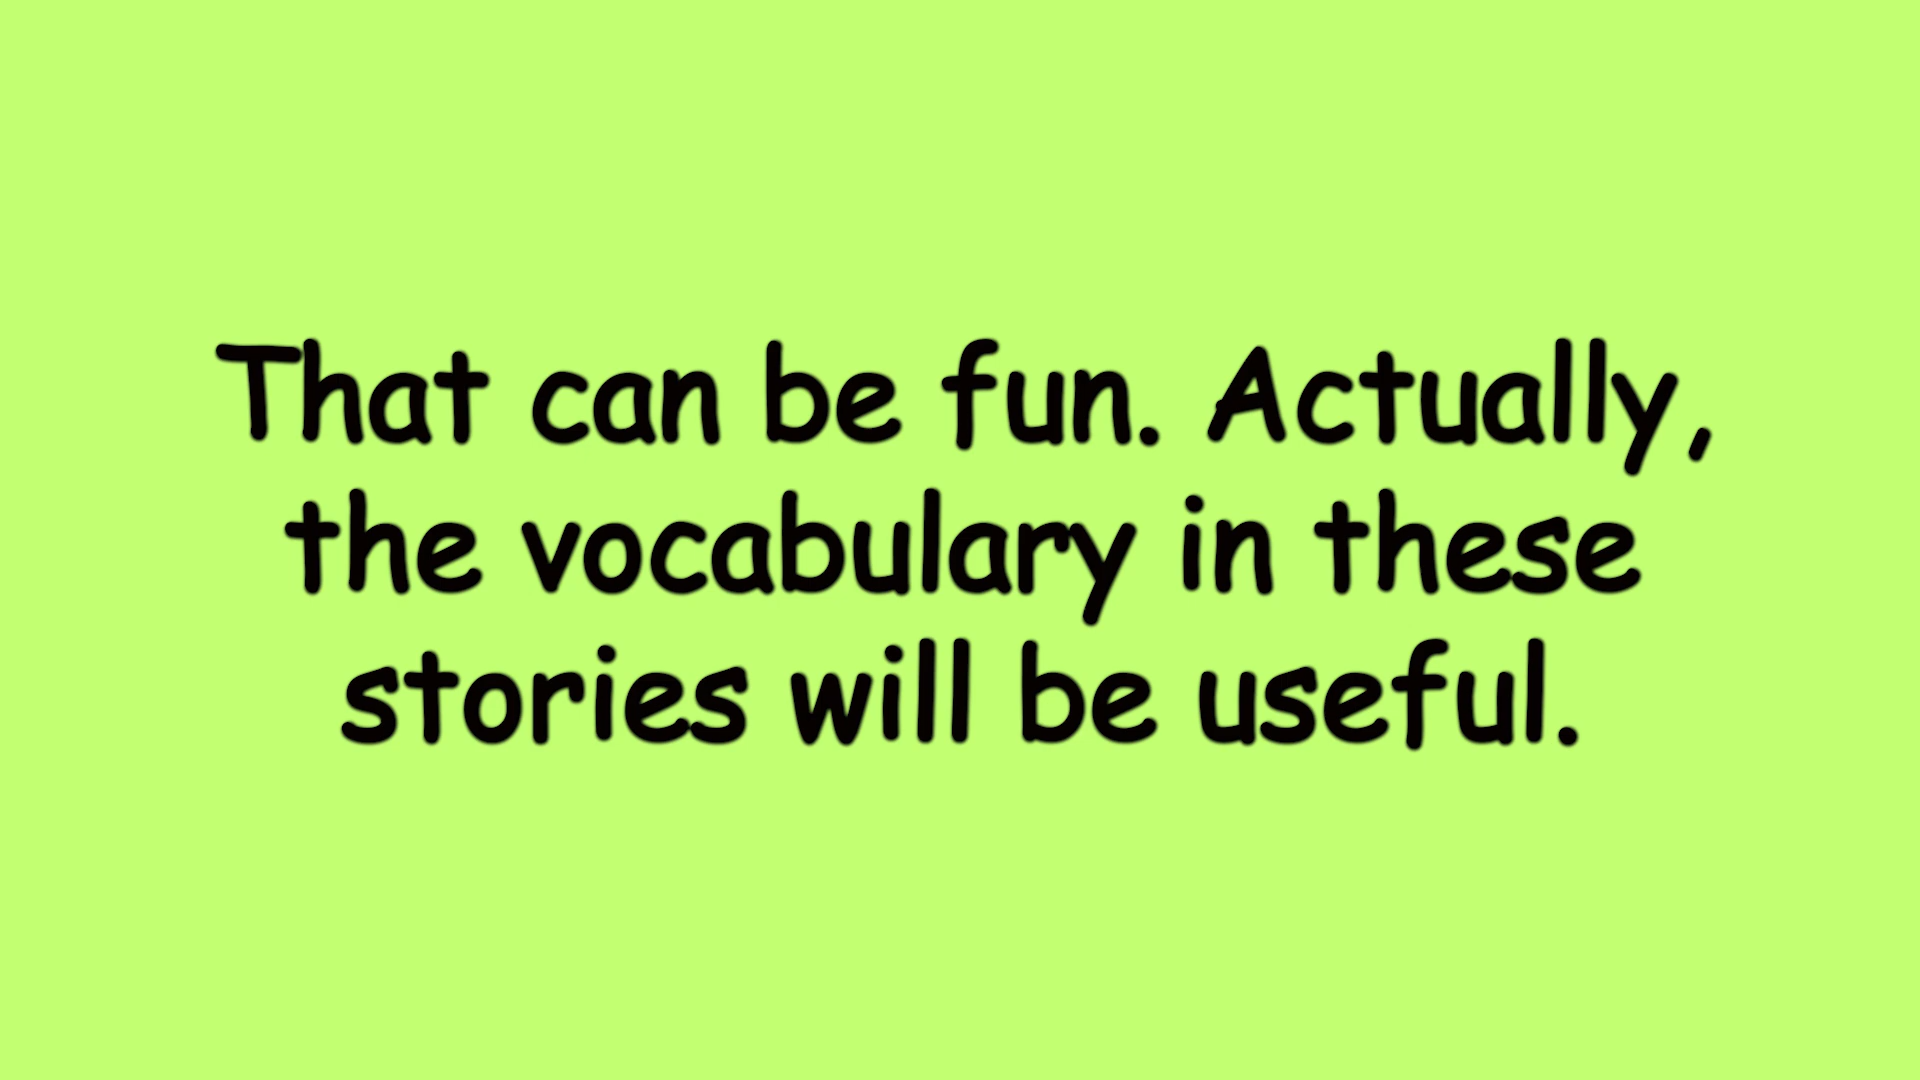 That can be fun. Actually,
the vocabulary in these
stories will be useful.